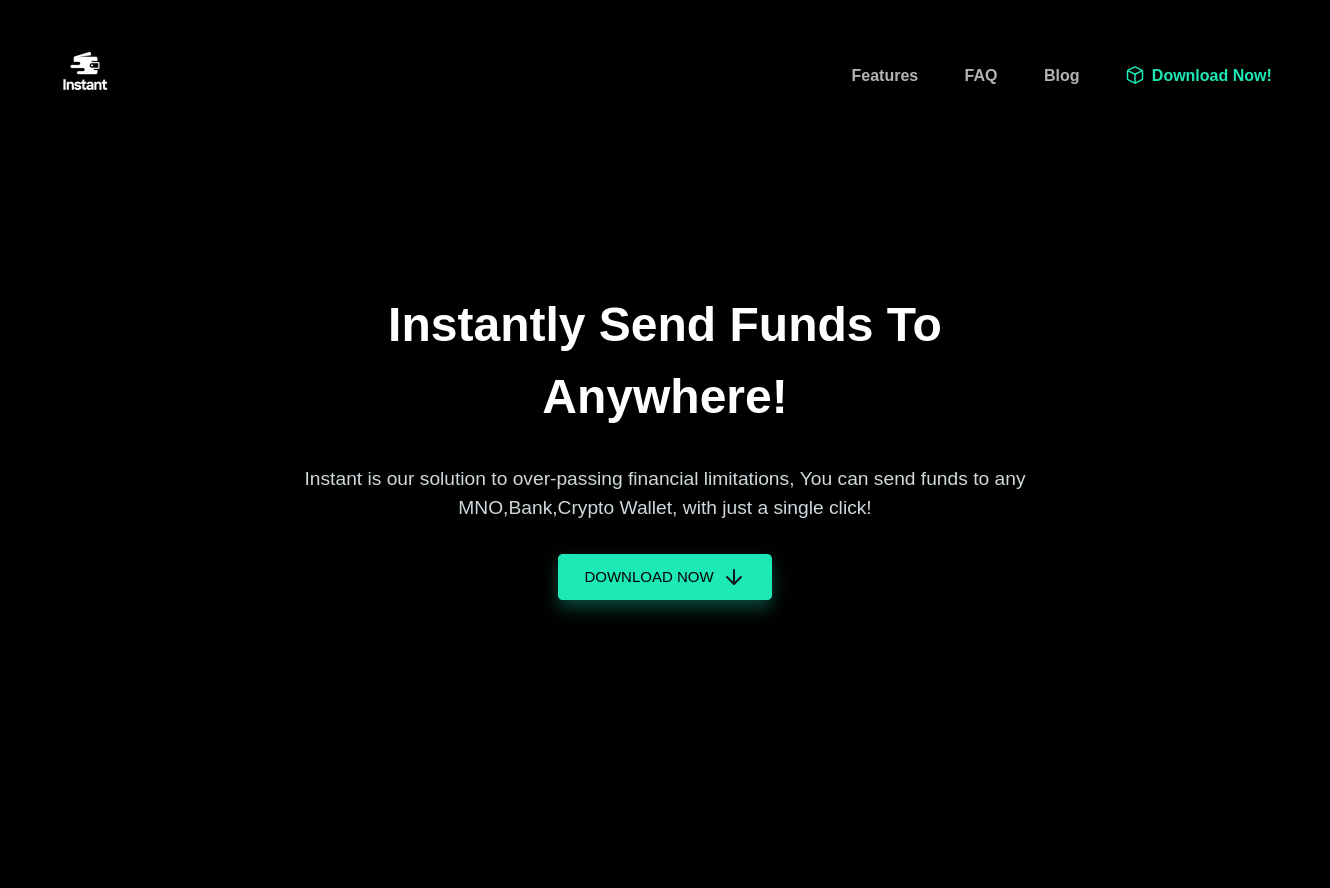 Instant
Features
FAQ
Blog
Download Now!
Instantly Send Funds To
Anywhere!
Instant is our solution to over-passing financial limitations, You can send funds to any
MNO,Bank,Crypto Wallet, with just a single click!
DOWNLOAD NOW